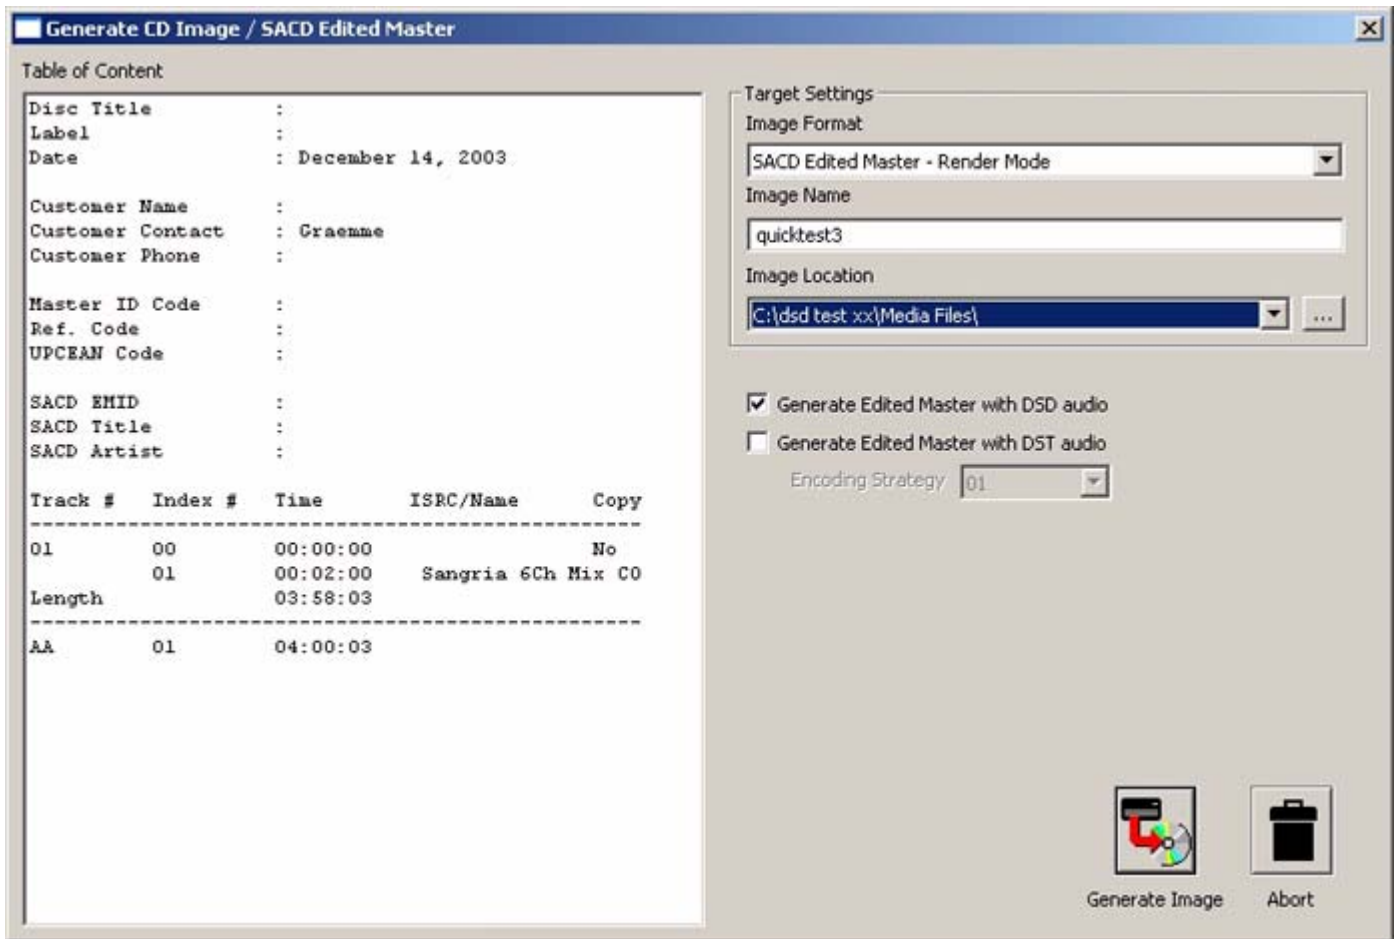 Generate CD Image / SACD Edited Master
Table of Content
Disc Title :
Label :
Date : December 14, 2003
Customer Name :
Customer Contact : Graemme
Customer Phone :
Master ID Code :
Ref. Code :
UPCEAN Code :
SACD EMID :
SACD Title :
SACD Artist :
Track # Index # Time ISRC/Name Copy
---------------------------------------------------
01 00 00:00:00 No
01 00:02:00 Sangria 6Ch Mix C0
Length 03:58:03
---------------------------------------------------
AA 01 04:00:03
Target Settings
Image Format
SACD Edited Master - Render Mode
Image Name
quicktest3
Image Location
C:\dsd test xx\Media Files\
...
Generate Edited Master with DSD audio
Generate Edited Master with DST audio
Encoding Strategy 01
Generate Image
Abort